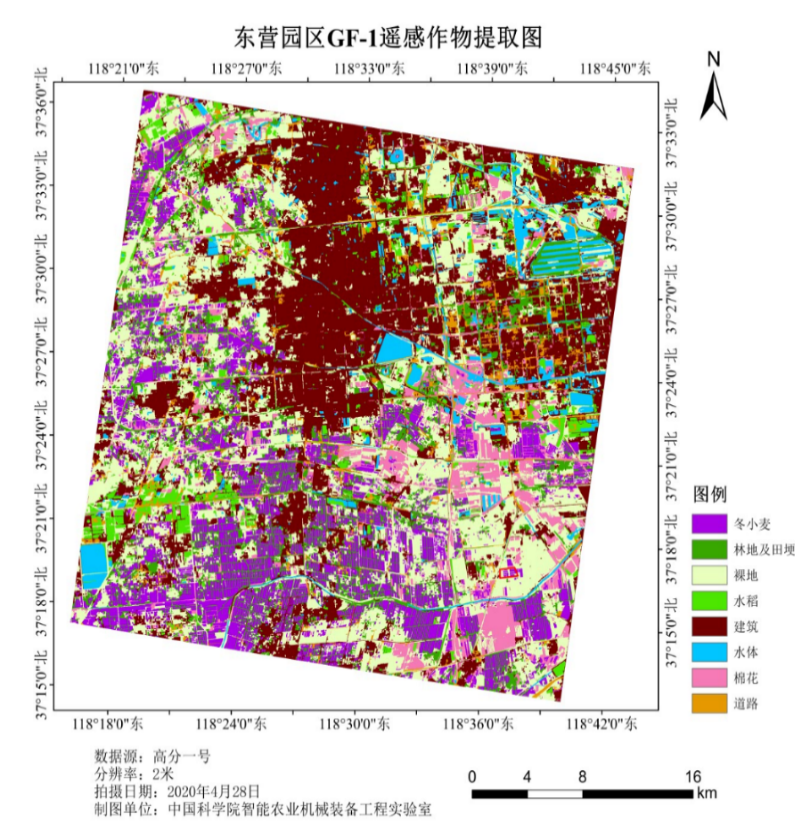 东营园区GF-1遥感作物提取图
118°21'0"东 118°27'0"东 118°33'0"东 118°39'0"东 118°45'0"东
N
37°36'0"北
37°33'0"北
37°30'0"北
37°27'0"北
37°24'0"北
37°21'0"北
37°18'0"北
37°15'0"北
37°33'0"北
37°30'0"北
37°27'0"北
37°24'0"北
37°21'0"北
37°18'0"北
37°15'0"北
图例
冬小麦
林地及田埂
裸地
水稻
建筑
水体
棉花
道路
118°18'0"东 118°24'0"东 118°30'0"东 118°36'0"东 118°42'0"东
数据源：高分一号
分辨率：2米
拍摄日期：2020年4月28日
制图单位：中国科学院智能农业机械装备工程实验室
0 4 8 16
km